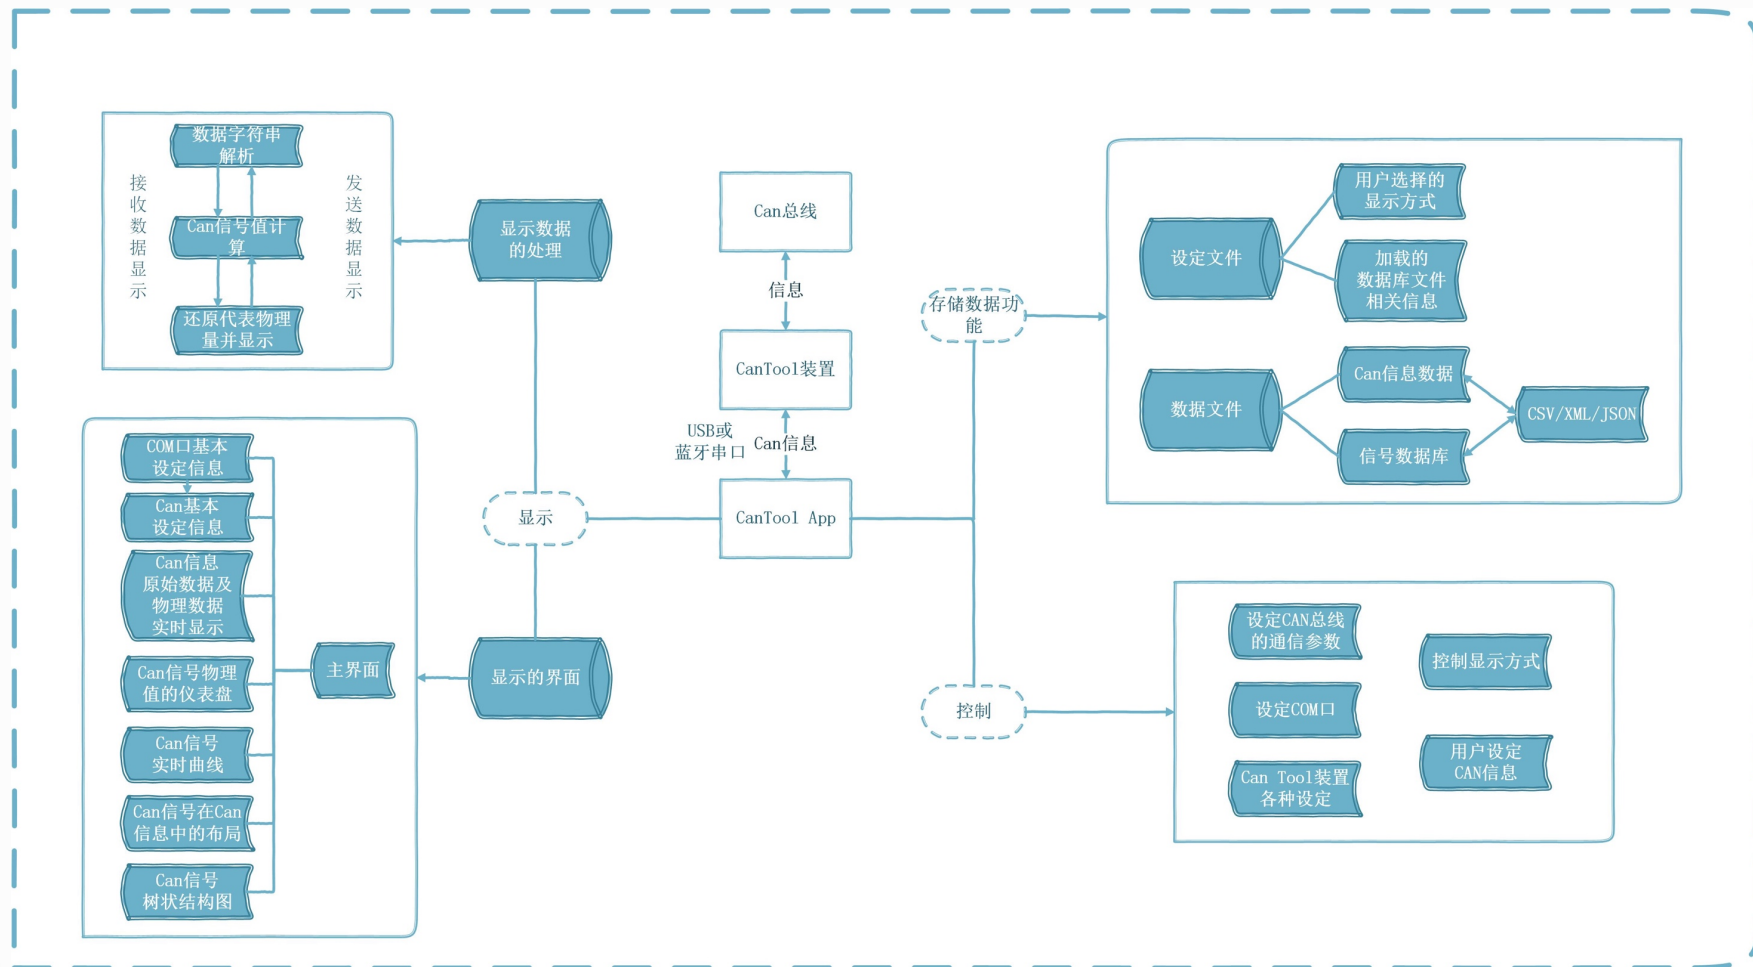 数据字符串
解析
接收数据显示
发送数据显示
Can信号值计
算
还原代表物理
量并显示
显示数据
的处理
COM口基本
设定信息
Can基本
设定信息
Can信息
原始数据及
物理数据
实时显示
Can信号物理
值的仪表盘
Can信号
实时曲线
Can信号在Can
信息中的布局
Can信号
树状结构图
主界面
显示的界面
显示
Can总线
信息
CanTool装置
USB或
蓝牙串口
Can信息
CanTool App
存储数据功
能
设定文件
用户选择的
显示方式
加载的
数据库文件
相关信息
数据文件
Can信息数据
信号数据库
CSV/XML/JSON
控制
设定CAN总线
的通信参数
设定COM口
Can Tool装置
各种设定
控制显示方式
用户设定
CAN信息